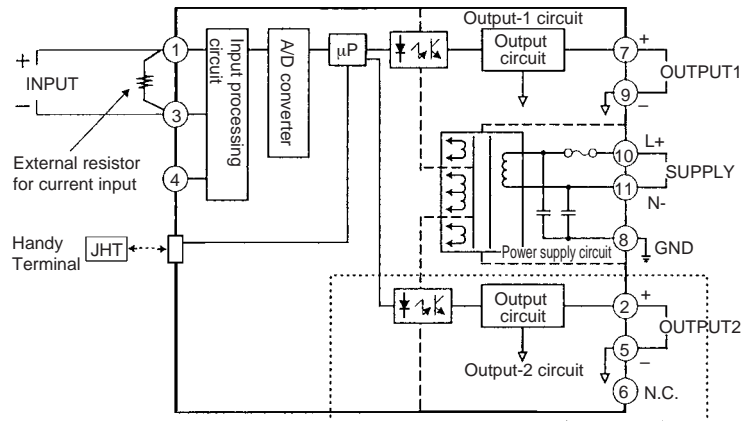 Output-1 circuit
1
+
INPUT
−
3
4
Input processing
circuit
A/D converter
µP
Output
circuit
7
+
OUTPUT1
9
−
External resistor
for current input
L+
10
SUPPLY
11
N-
8
GND
Power supply circuit
Handy
Terminal
JHT
Output
circuit
2
+
OUTPUT2
5
−
Output-2 circuit
6
N.C.